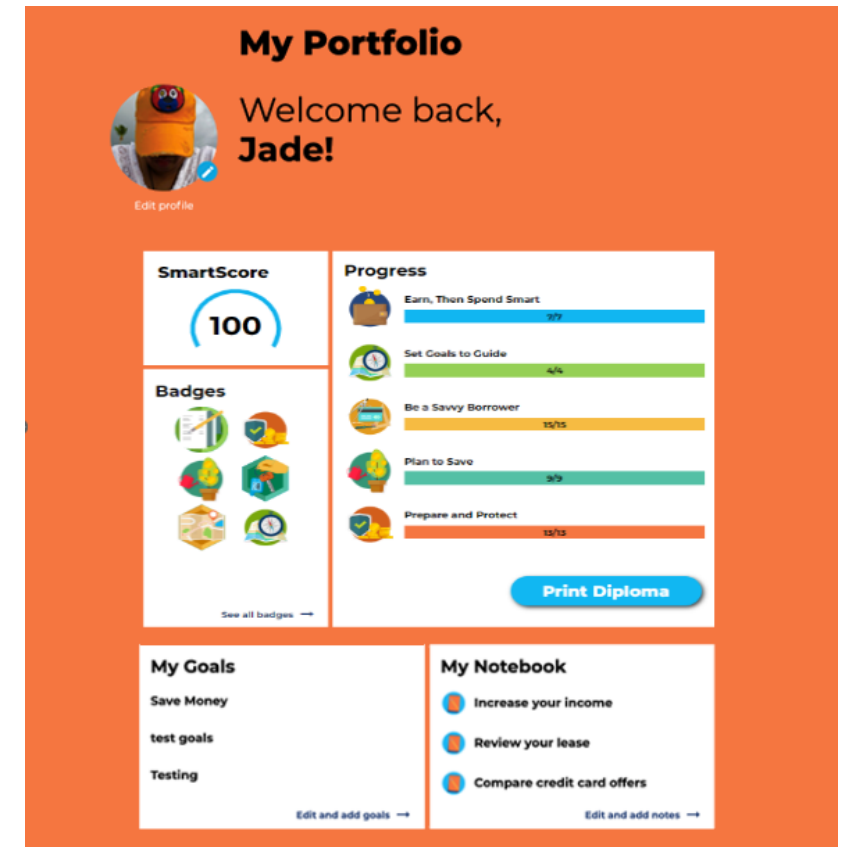 My Portfolio
Welcome back,
Jade!
Edit profile
SmartScore
100
Badges
See all badges →
Progress
Earn, Then Spend Smart
7/7
Set Goals to Guide
4/4
Be a Savvy Borrower
15/15
Plan to Save
9/9
Prepare and Protect
13/13
Print Diploma
My Goals
Save Money
test goals
Testing
Edit and add goals →
My Notebook
Increase your income
Review your lease
Compare credit card offers
Edit and add notes →